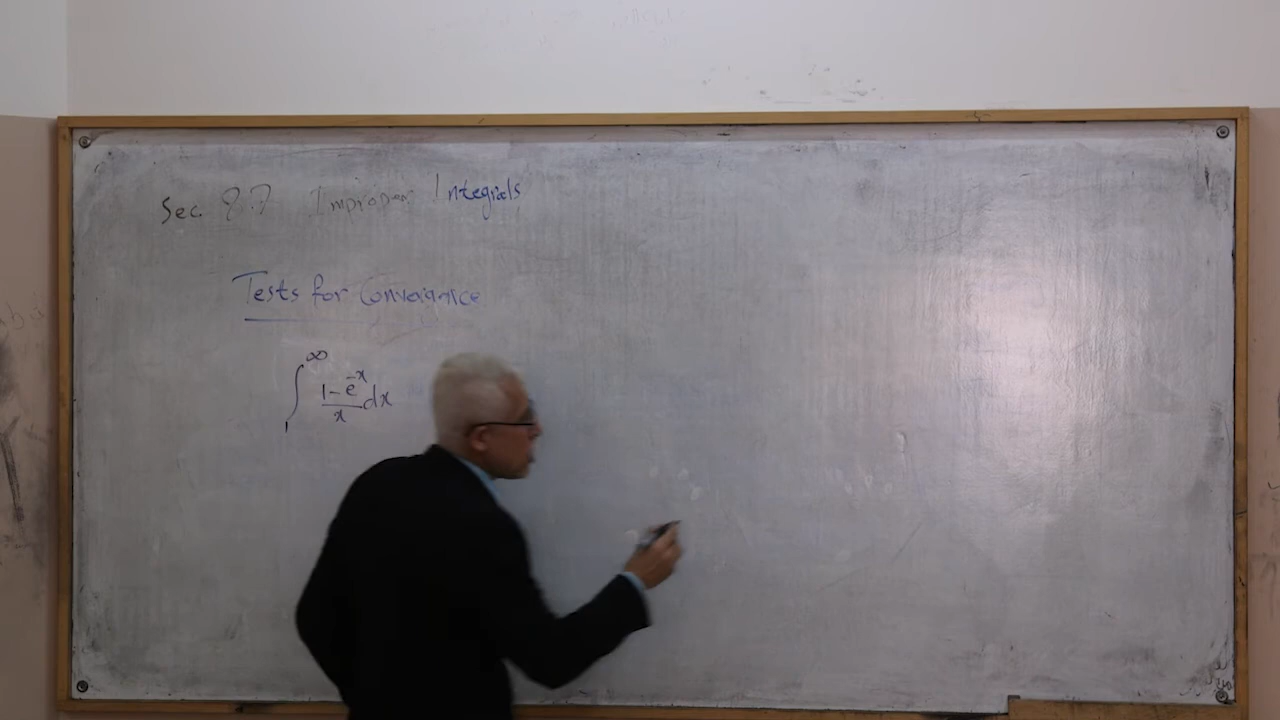 Sec. 8.7 Improper Integrals
Tests for Convergence
∫₁^∞ (1-e^{-x})/x dx